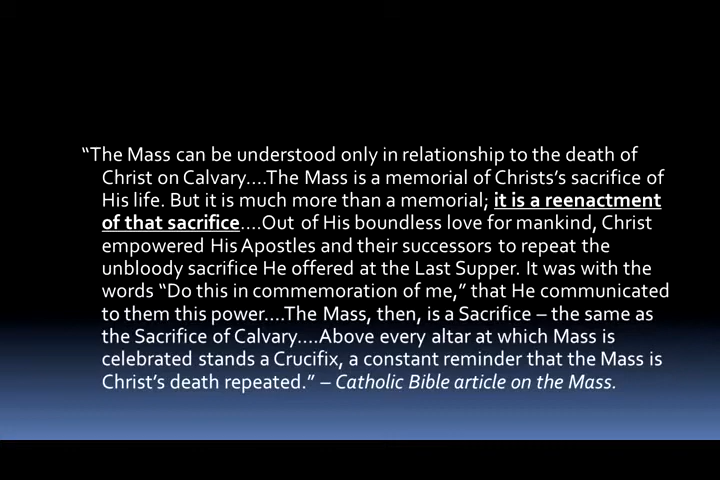 “The Mass can be understood only in relationship to the death of
Christ on Calvary....The Mass is a memorial of Christs’s sacrifice of
His life. But it is much more than a memorial; it is a reenactment
of that sacrifice....Out of His boundless love for mankind, Christ
empowered His Apostles and their successors to repeat the
unbloody sacrifice He offered at the Last Supper. It was with the
words “Do this in commemoration of me,” that He communicated
to them this power....The Mass, then, is a Sacrifice – the same as
the Sacrifice of Calvary....Above every altar at which Mass is
celebrated stands a Crucifix, a constant reminder that the Mass is
Christ’s death repeated.” – Catholic Bible article on the Mass.